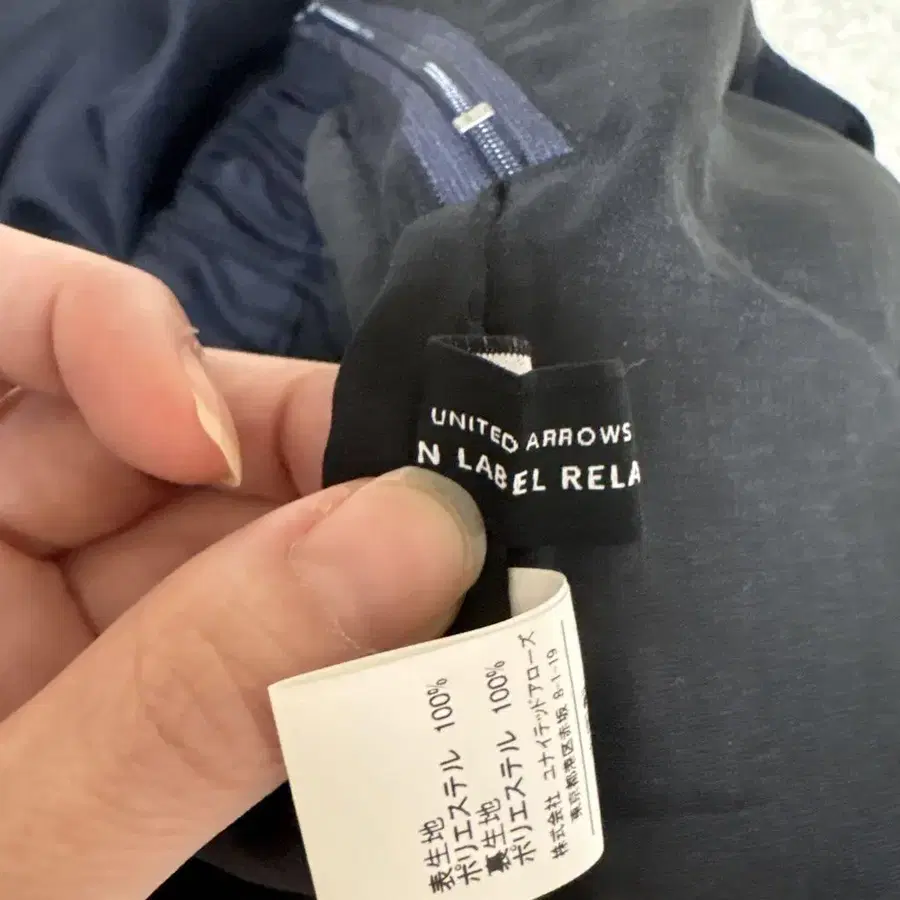 UNITED ARROWS
N LABEL RELA
表生地
ポリエステル 100%
裏生地
ポリエステル 100%
株式会社 ユナイテッドアローズ
東京都港区赤坂 8-1-19